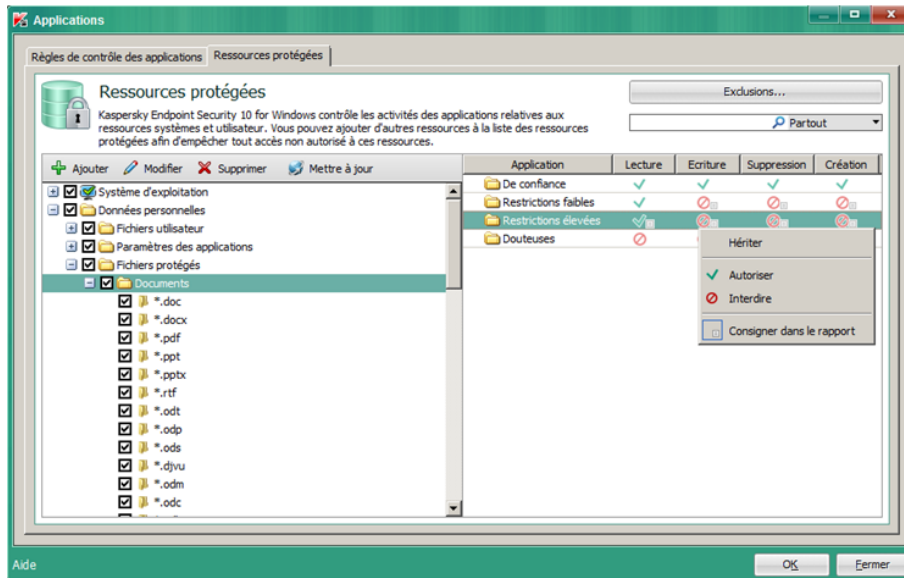 Applications
Règles de contrôle des applications
Ressources protégées
Ressources protégées
Kaspersky Endpoint Security 10 for Windows contrôle les activités des applications relatives aux
ressources systèmes et utilisateur. Vous pouvez ajouter d'autres ressources à la liste des ressources
protégées afin d'empêcher tout accès non autorisé à ces ressources.
Exclusions...
Partout
Ajouter Modifier Supprimer Mettre à jour
Système d'exploitation
Données personnelles
Fichiers utilisateur
Paramètres des applications
Fichiers protégés
Documents
*.doc
*.docx
*.pdf
*.ppt
*.pptx
*.rtf
*.odt
*.odp
*.ods
*.djvu
*.odm
*.odc
Application Lecture Ecriture Suppression Création
De confiance
Restrictions faibles
Restrictions élevées
Douteuses
Hériter
Autoriser
Interdire
Consigner dans le rapport
Aide
OK
Fermer